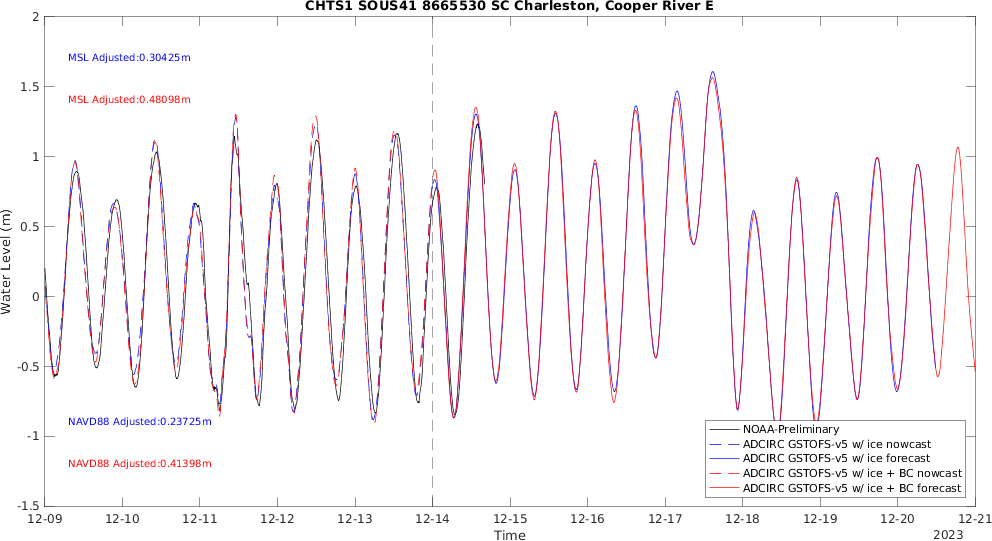 CHTS1 SOUS41 8665530 SC Charleston, Cooper River E
2
1.5
1
0.5
0
-0.5
-1
-1.5
Water Level (m)
MSL Adjusted:0.30425m
MSL Adjusted:0.48098m
NAVD88 Adjusted:0.23725m
NAVD88 Adjusted:0.41398m
NOAA-Preliminary
ADCIRC GSTOFS-v5 w/ ice nowcast
ADCIRC GSTOFS-v5 w/ ice forecast
ADCIRC GSTOFS-v5 w/ ice + BC nowcast
ADCIRC GSTOFS-v5 w/ ice + BC forecast
12-09 12-10 12-11 12-12 12-13 12-14 12-15 12-16 12-17 12-18 12-19 12-20 12-21
Time
2023